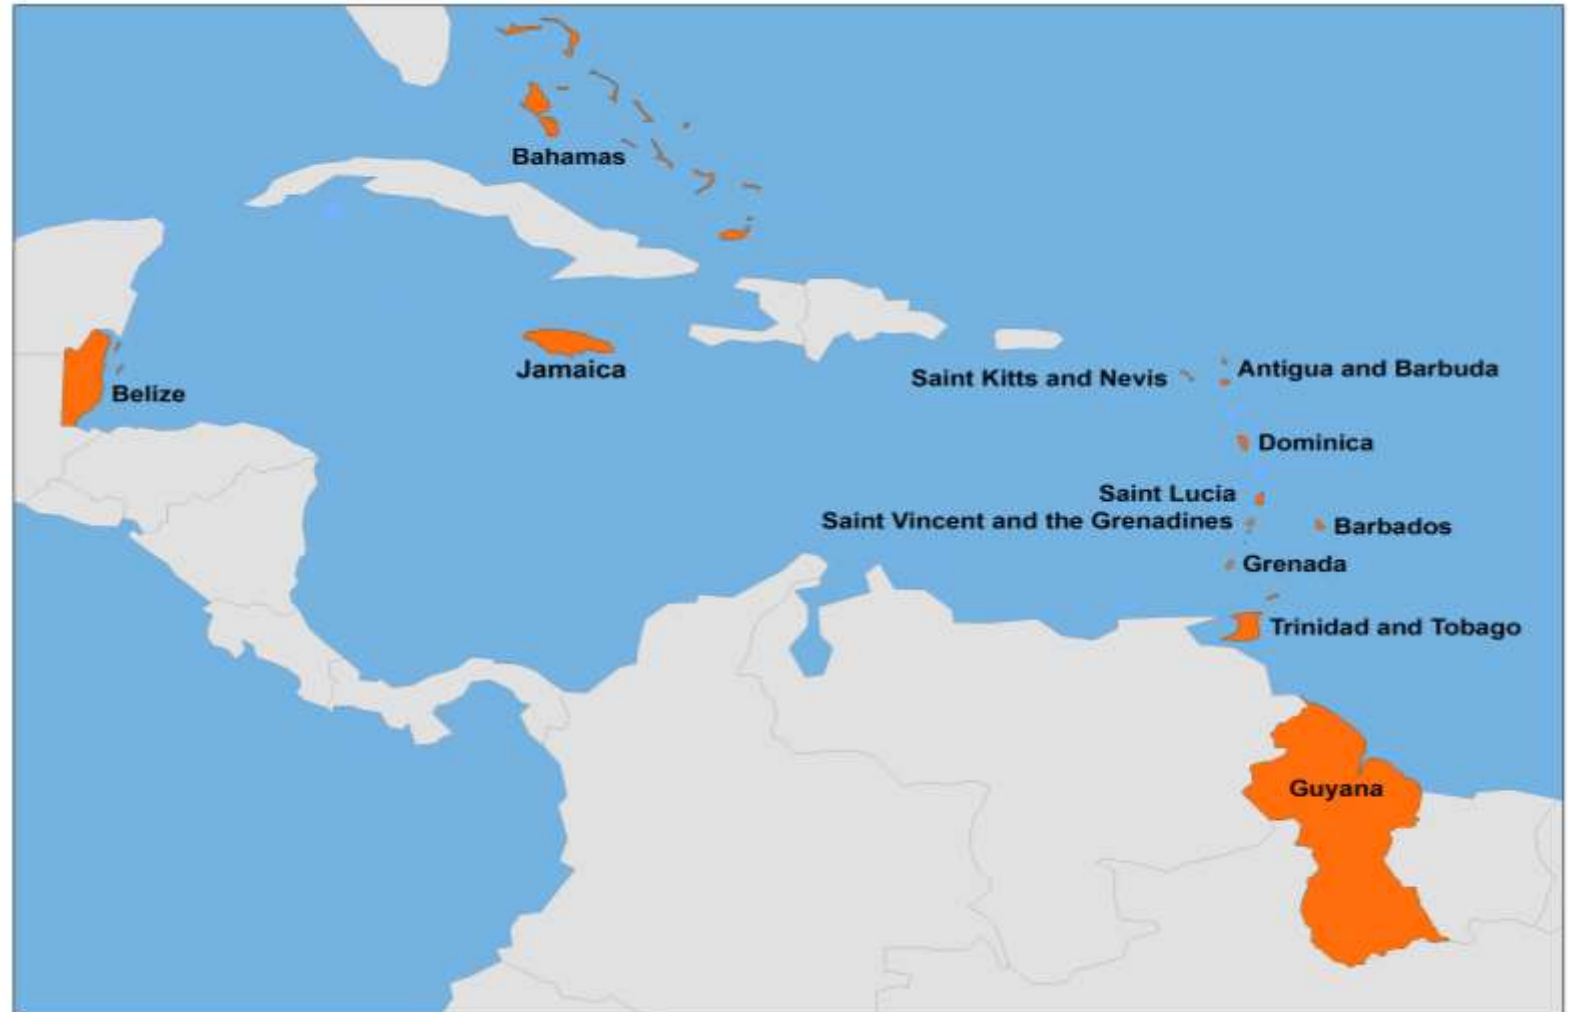 Bahamas
Jamaica
Belize
Saint Kitts and Nevis
Antigua and Barbuda
Dominica
Saint Lucia
Saint Vincent and the Grenadines
Barbados
Grenada
Trinidad and Tobago
Guyana